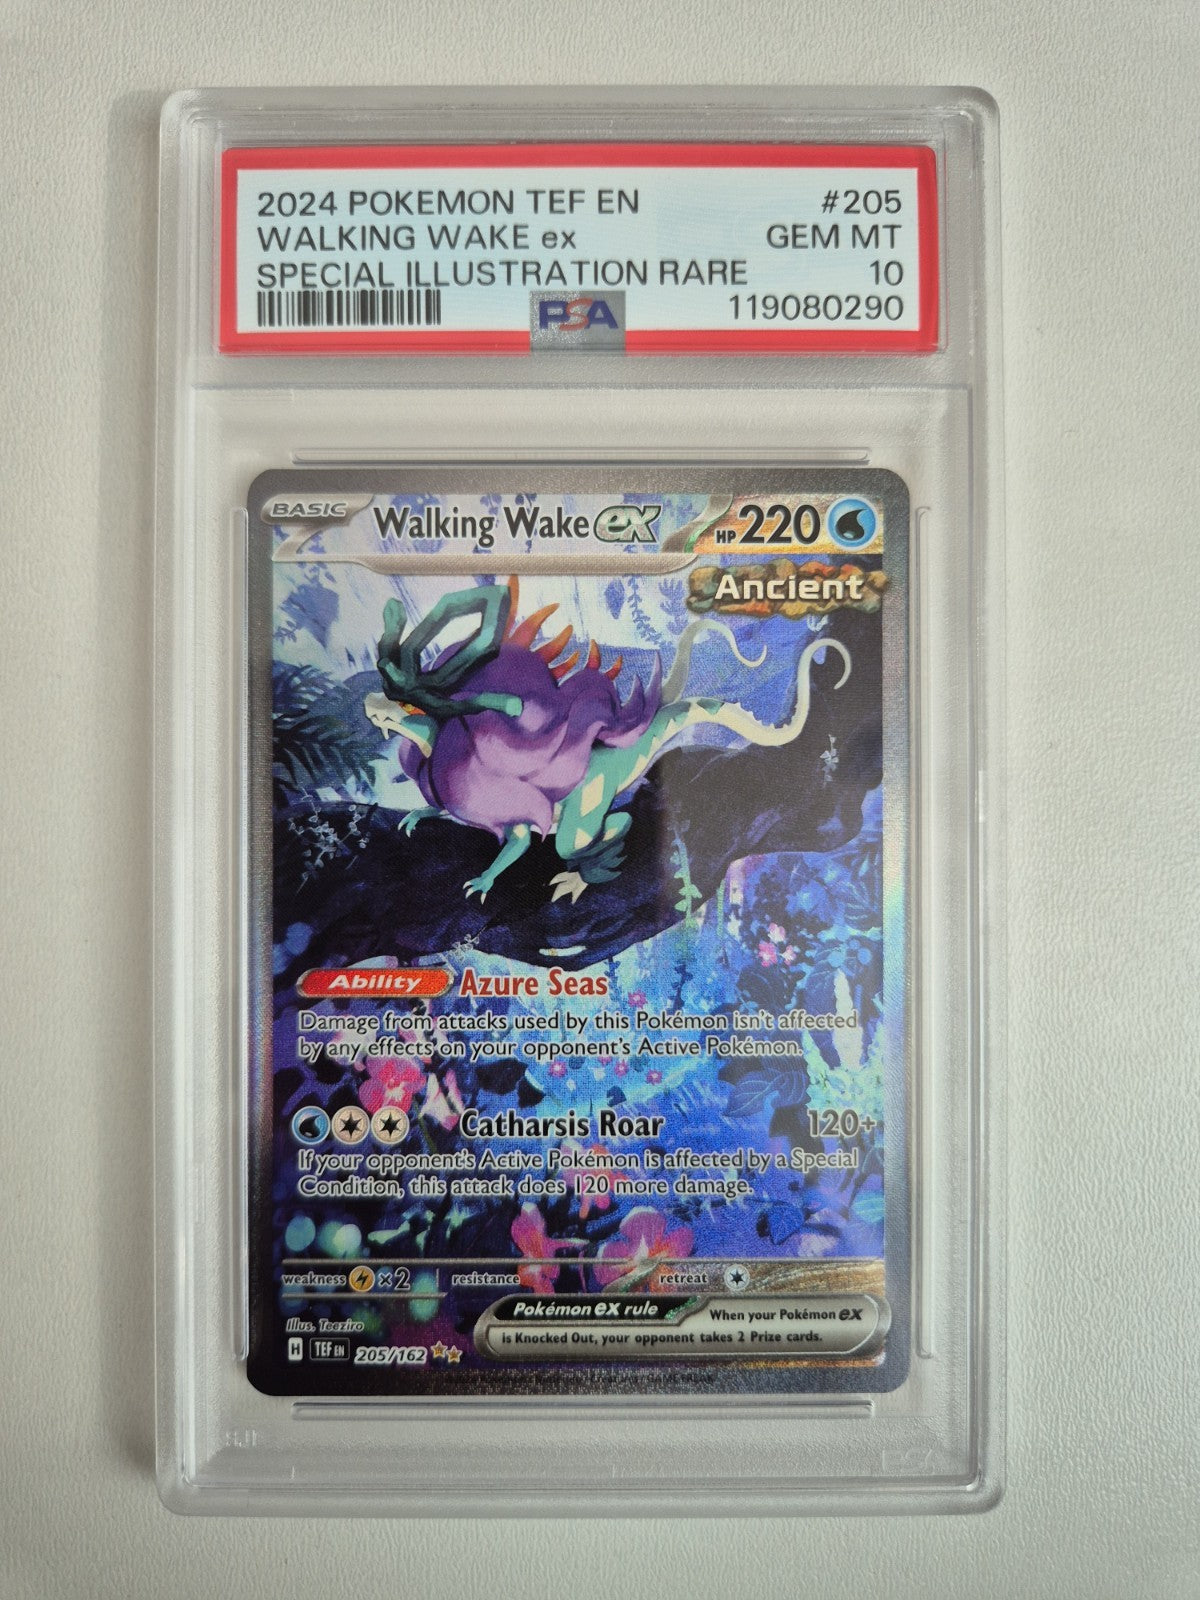 2024 POKEMON TEF EN #205
WALKING WAKE ex GEM MT
SPECIAL ILLUSTRATION RARE 10
PSA 119080290
BASIC Walking Wake ex HP 220
Ancient
Ability Azure Seas
Damage from attacks used by this Pokémon isn't affected
by any effects on your opponent's Active Pokémon.
Catharsis Roar 120+
If your opponent's Active Pokémon is affected by a Special
Condition, this attack does 120 more damage.
weakness ×2 resistance retreat
Pokémon ex rule When your Pokémon ex
is Knocked Out, your opponent takes 2 Prize cards.
Illus. Teeziro
H TEF EN 205/162